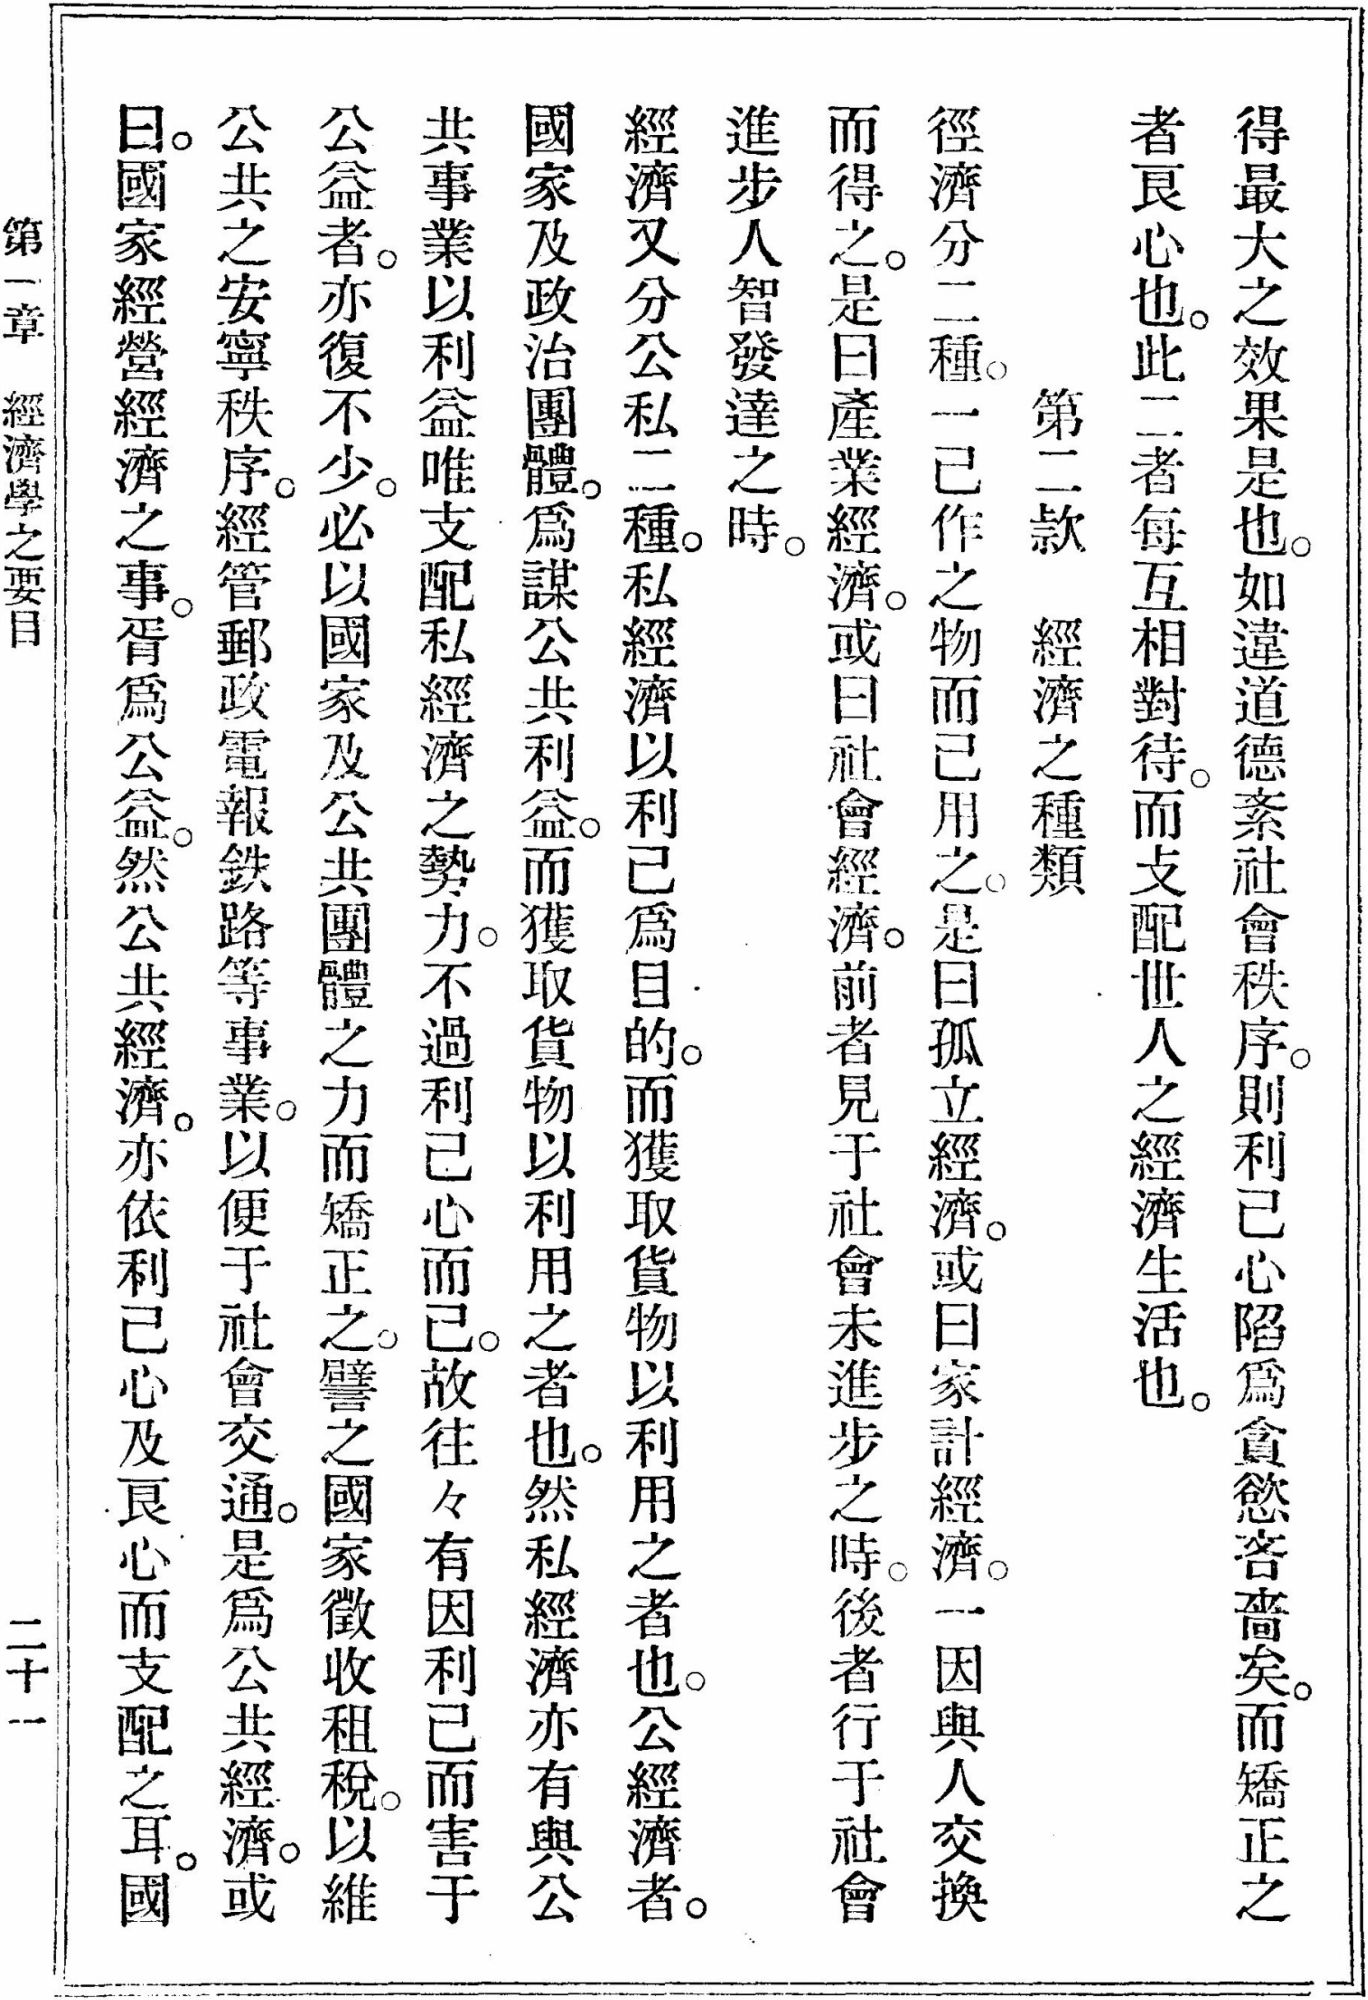 得最大之效果是也。如違道德紊社會秩序。則利己心陷爲貪慾吝嗇矣。而矯正之
者良心也。此二者每互相對待。而支配世人之經濟生活也。
第二款　經濟之種類
徑濟分二種。一己作之物而己用之。是曰孤立經濟。或曰家計經濟。一因與人交換
而得之。是曰產業經濟。或曰社會經濟。前者見于社會未進步之時。後者行于社會
進步人智發達之時。
經濟又分公私二種。私經濟以利己爲目的。而獲取貨物以利用之者也。公經濟者。
國家及政治團體。爲謀公共利益。而獲取貨物以利用之者也。然私經濟亦有與公
共事業以利益唯支配私經濟之勢力。不過利己心而已。故往々有因利己而害于
公益者。亦復不少。必以國家及公共團體之力而矯正之。譬之國家徵收租稅。以維
公共之安寧秩序。經管郵政電報鉄路等事業。以便于社會交通。是爲公共經濟。或
曰。國家經營經濟之事。胥爲公益。然公共經濟。亦依利己心及良心而支配之耳。國
第一章　經濟學之要目　二十一